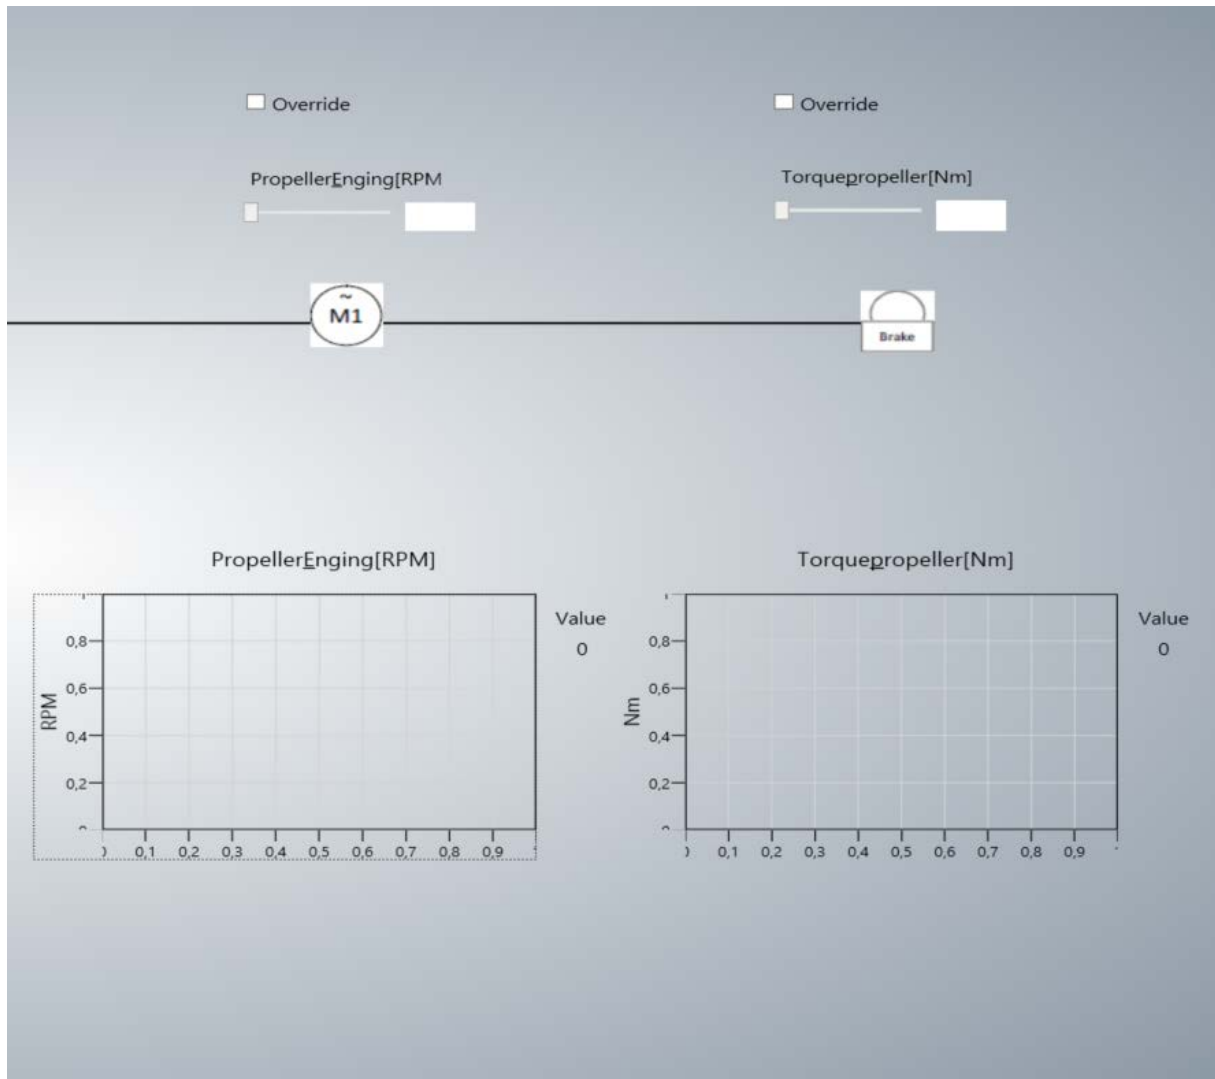 Override
Override
PropellerEnging[RPM
Torquepropeller[Nm]
~
M1
Brake
PropellerEnging[RPM]
Value
0
0,8
0,6
0,4
0,2
RPM
0,1 0,2 0,3 0,4 0,5 0,6 0,7 0,8 0,9
Torquepropeller[Nm]
Value
0
0,8
0,6
0,4
0,2
Nm
0,1 0,2 0,3 0,4 0,5 0,6 0,7 0,8 0,9